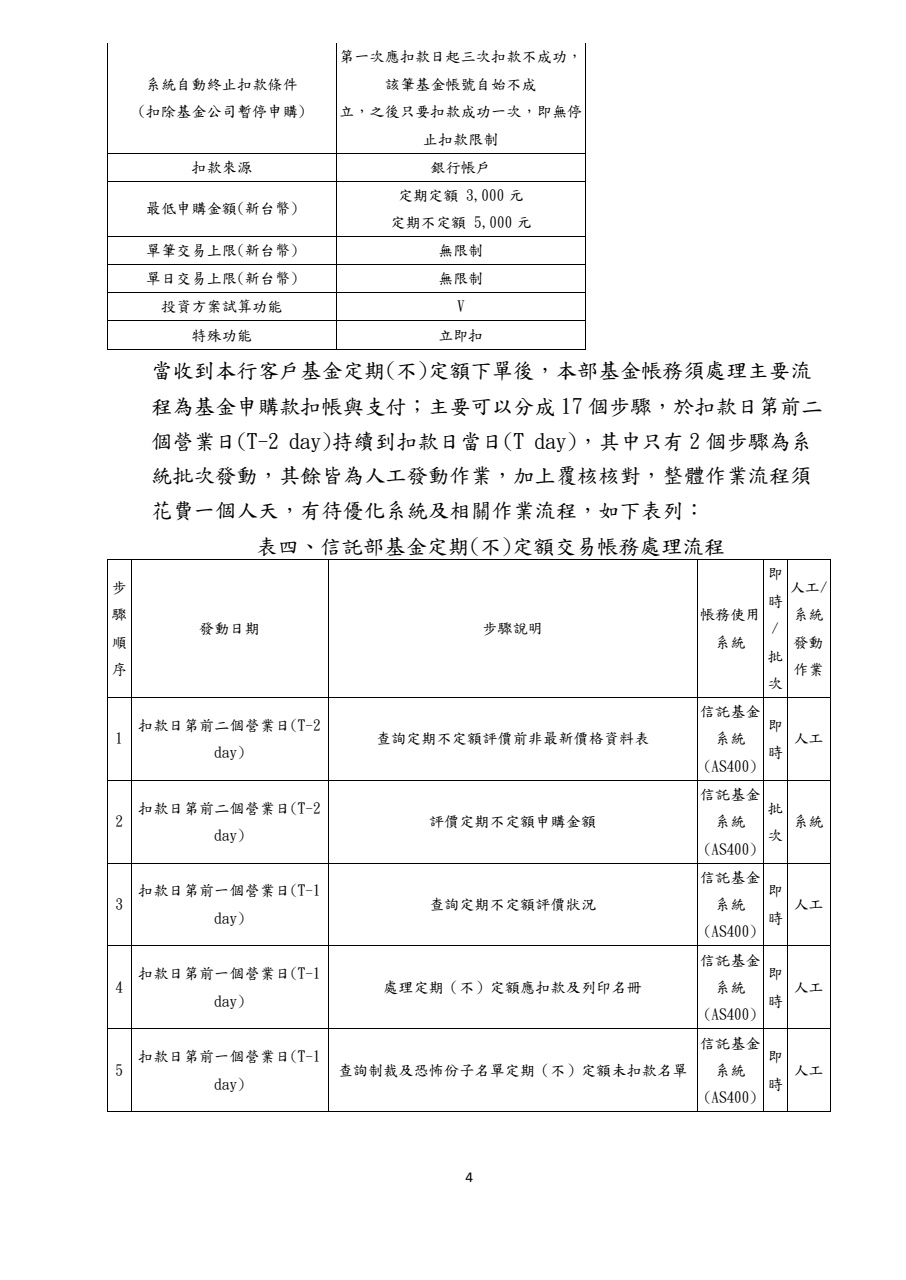 系統自動終止扣款條件
(扣除基金公司暫停申購)
第一次應扣款日起三次扣款不成功，
該筆基金帳號自始不成
立，之後只要扣款成功一次，即無停
止扣款限制
扣款來源
銀行帳戶
最低申購金額(新台幣)
定期定額 3,000 元
定期不定額 5,000 元
單筆交易上限(新台幣)
無限制
單日交易上限(新台幣)
無限制
投資方案試算功能
V
特殊功能
立即扣
當收到本行客戶基金定期(不)定額下單後，本部基金帳務須處理主要流
程為基金申購款扣帳與支付；主要可以分成 17 個步驟，於扣款日第前二
個營業日(T-2 day)持續到扣款日當日(T day)，其中只有 2 個步驟為系
統批次發動，其餘皆為人工發動作業，加上覆核核對，整體作業流程須
花費一個人天，有待優化系統及相關作業流程，如下表列：
表四、信託部基金定期(不)定額交易帳務處理流程
步
驟
順
序
發動日期
步驟說明
帳務使用
系統
即
時
/
批
次
人工/
系統
發動
作業
1
扣款日第前二個營業日(T-2
day)
查詢定期不定額評價前非最新價格資料表
信託基金
系統
(AS400)
即
時
人工
2
扣款日第前二個營業日(T-2
day)
評價定期不定額申購金額
信託基金
系統
(AS400)
批
次
系統
3
扣款日第前一個營業日(T-1
day)
查詢定期不定額評價狀況
信託基金
系統
(AS400)
即
時
人工
4
扣款日第前一個營業日(T-1
day)
處理定期（不）定額應扣款及列印名冊
信託基金
系統
(AS400)
即
時
人工
5
扣款日第前一個營業日(T-1
day)
查詢制裁及恐怖份子名單定期（不）定額未扣款名單
信託基金
系統
(AS400)
即
時
人工
4